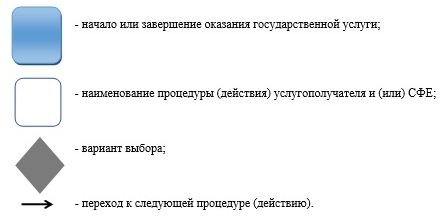 - начало или завершение оказания государственной услуги;
- наименование процедуры (действия) услугополучателя и (или) СФЕ;
- вариант выбора;
- переход к следующей процедуре (действию).